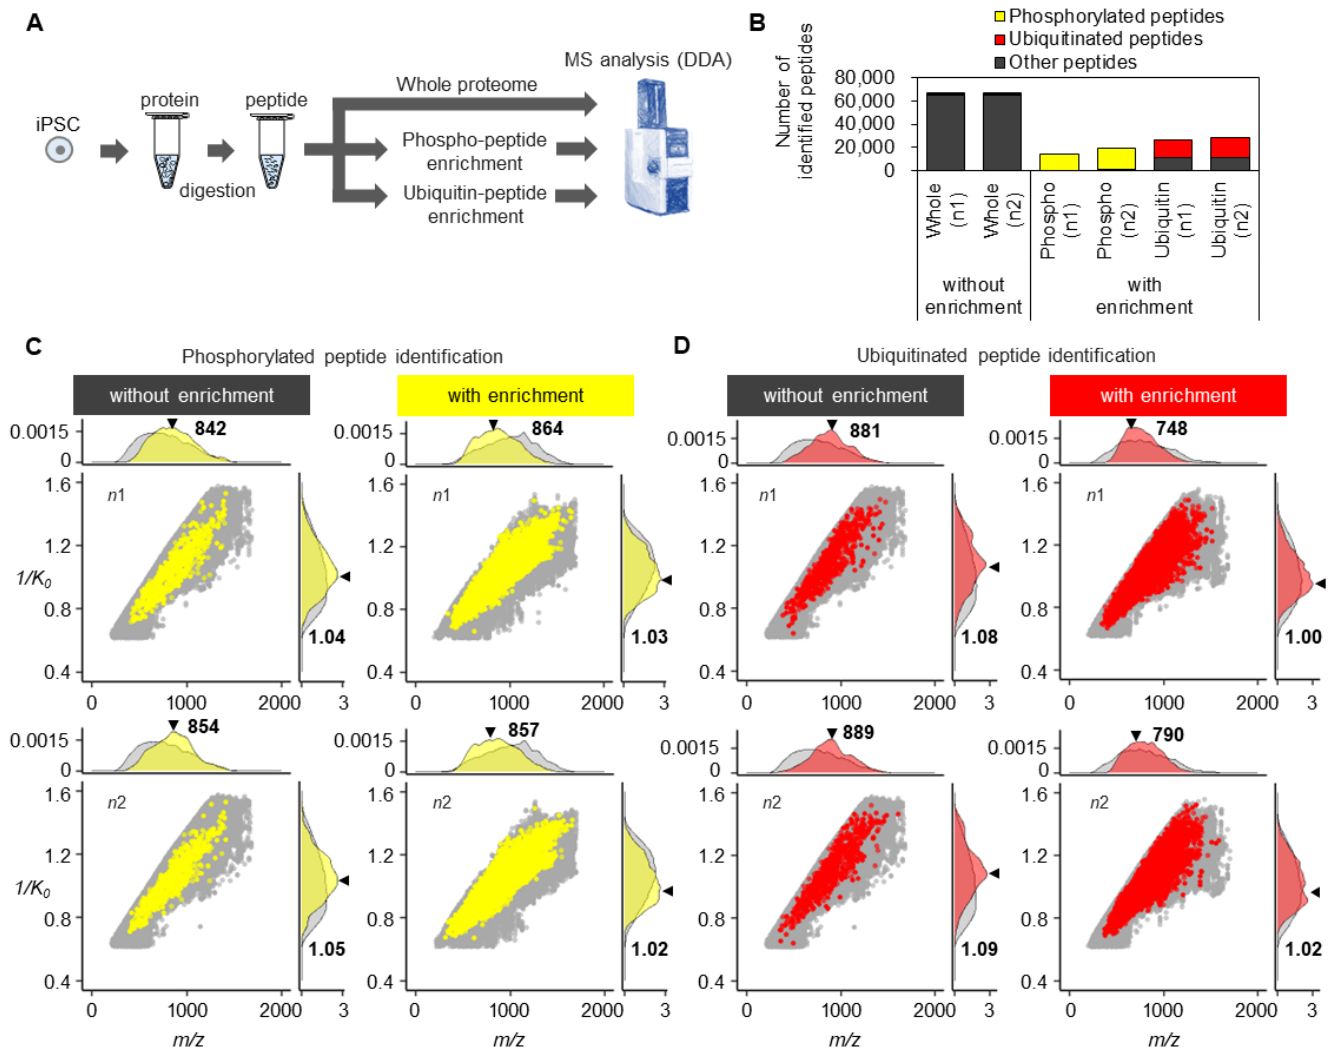 A
iPSC
protein
peptide
digestion
Whole proteome
Phospho-peptide
enrichment
Ubiquitin-peptide
enrichment
MS analysis (DDA)
B
Phosphorylated peptides
Ubiquitinated peptides
Other peptides
Number of
identified peptides
80,000
60,000
40,000
20,000
0
Whole
(n1)
Whole
(n2)
Phospho
(n1)
Phospho
(n2)
Ubiquitin
(n1)
Ubiquitin
(n2)
without
enrichment
with
enrichment
C
Phosphorylated peptide identification
without enrichment
with enrichment
0.0015
0
842
0.0015
0
864
n1
n1
1.6
1.2
0.8
0.4
1/K0
1.04
1.6
1.2
0.8
0.4
1.03
0 1000 2000 3
0 1000 2000 3
0.0015
0
854
0.0015
0
857
n2
n2
1.6
1.2
0.8
0.4
1/K0
1.05
1.6
1.2
0.8
0.4
1.02
0 1000 2000 3
0 1000 2000 3
m/z
m/z
D
Ubiquitinated peptide identification
without enrichment
with enrichment
0.0015
0
881
0.0015
0
748
n1
n1
1.6
1.2
0.8
0.4
1.08
1.6
1.2
0.8
0.4
1.00
0 1000 2000 3
0 1000 2000 3
0.0015
0
889
0.0015
0
790
n2
n2
1.6
1.2
0.8
0.4
1.09
1.6
1.2
0.8
0.4
1.02
0 1000 2000 3
0 1000 2000 3
m/z
m/z